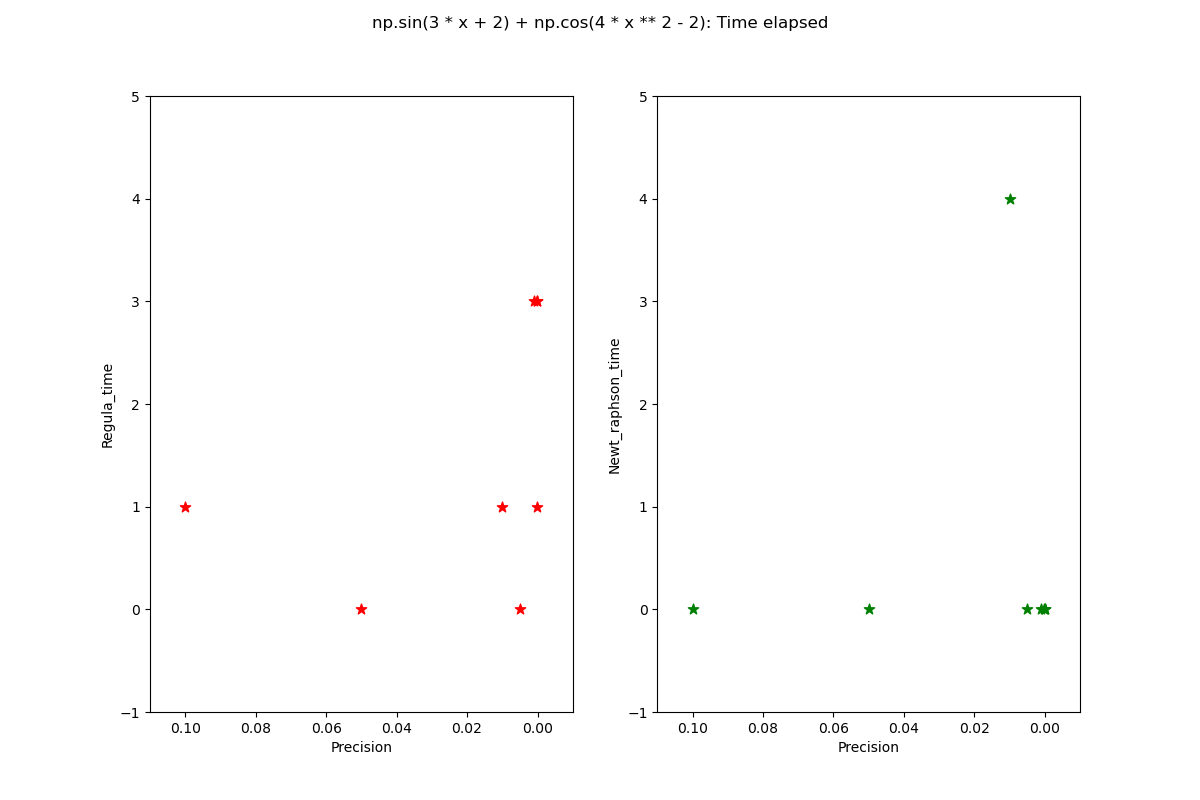 np.sin(3 * x + 2) + np.cos(4 * x ** 2 - 2): Time elapsed
5
4
3
2
1
0
−1
Regula_time
0.10 0.08 0.06 0.04 0.02 0.00
Precision
5
4
3
2
1
0
−1
Newt_raphson_time
0.10 0.08 0.06 0.04 0.02 0.00
Precision